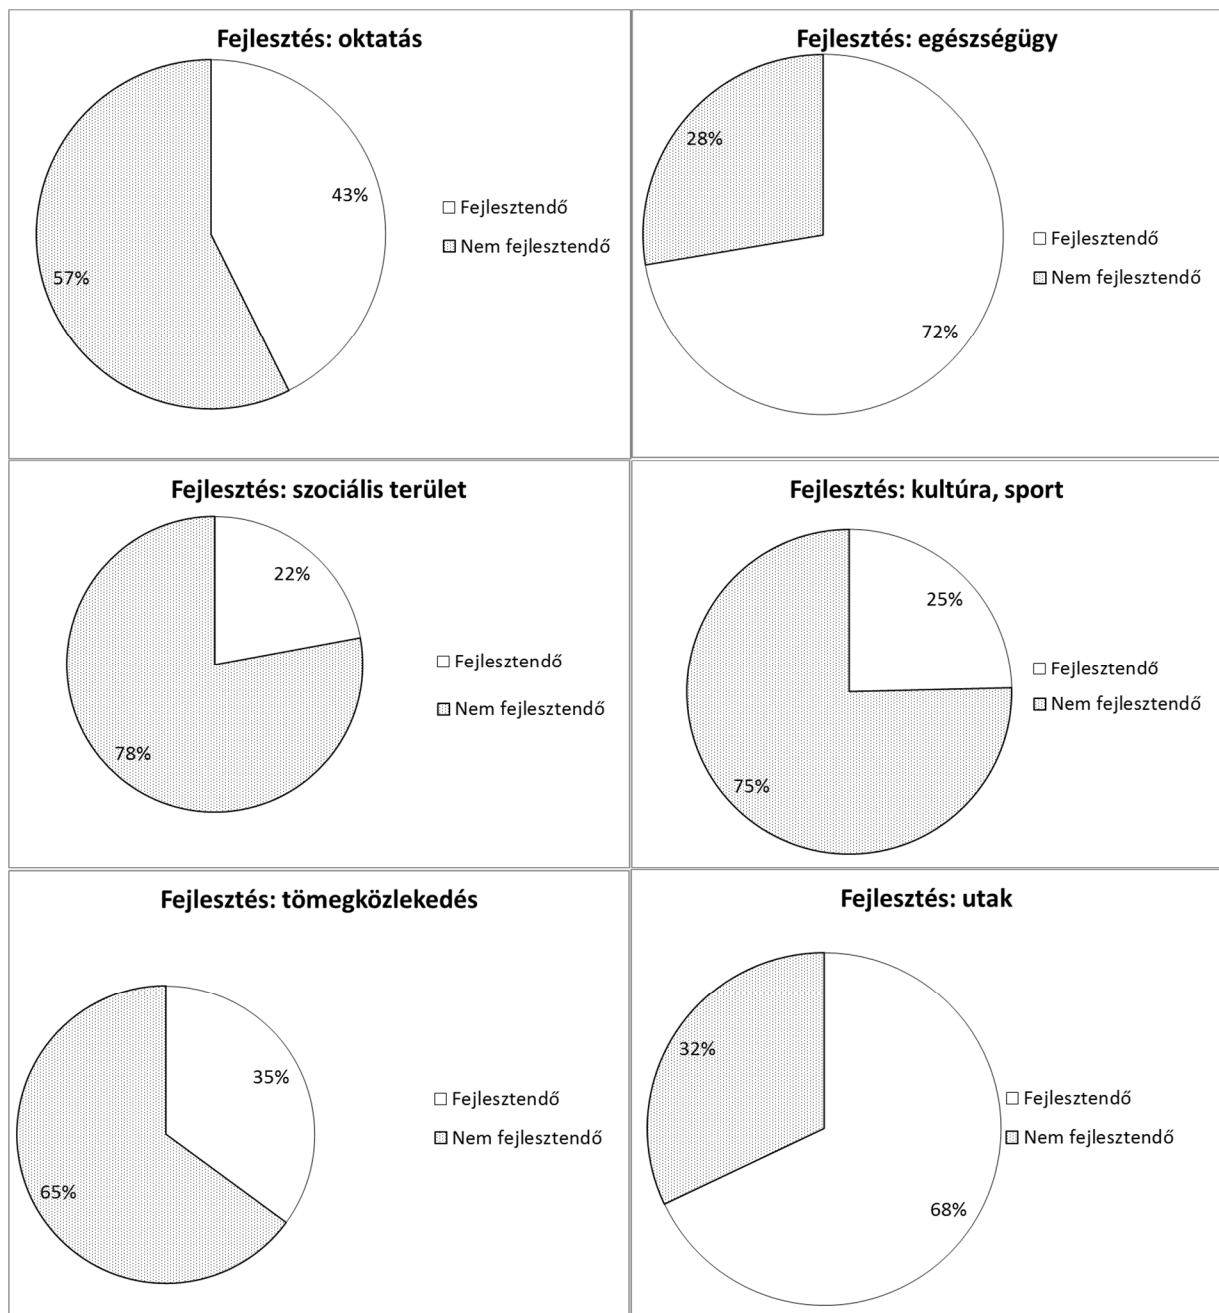 Fejlesztés: oktatás
43%
57%
Fejlesztendő
Nem fejlesztendő
Fejlesztés: egészségügy
28%
72%
Fejlesztendő
Nem fejlesztendő
Fejlesztés: szociális terület
22%
78%
Fejlesztendő
Nem fejlesztendő
Fejlesztés: kultúra, sport
25%
75%
Fejlesztendő
Nem fejlesztendő
Fejlesztés: tömegközlekedés
35%
65%
Fejlesztendő
Nem fejlesztendő
Fejlesztés: utak
32%
68%
Fejlesztendő
Nem fejlesztendő